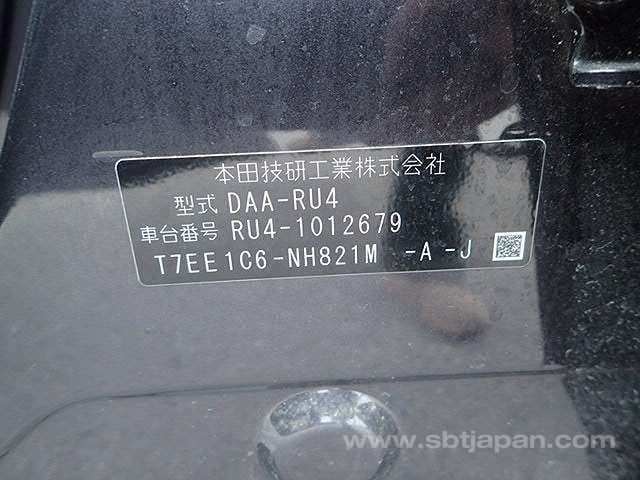 本田技研工業株式会社
型式 DAA-RU4
車台番号 RU4-1012679
T7EE1C6-NH821M -A -J
www.sbtjapan.com